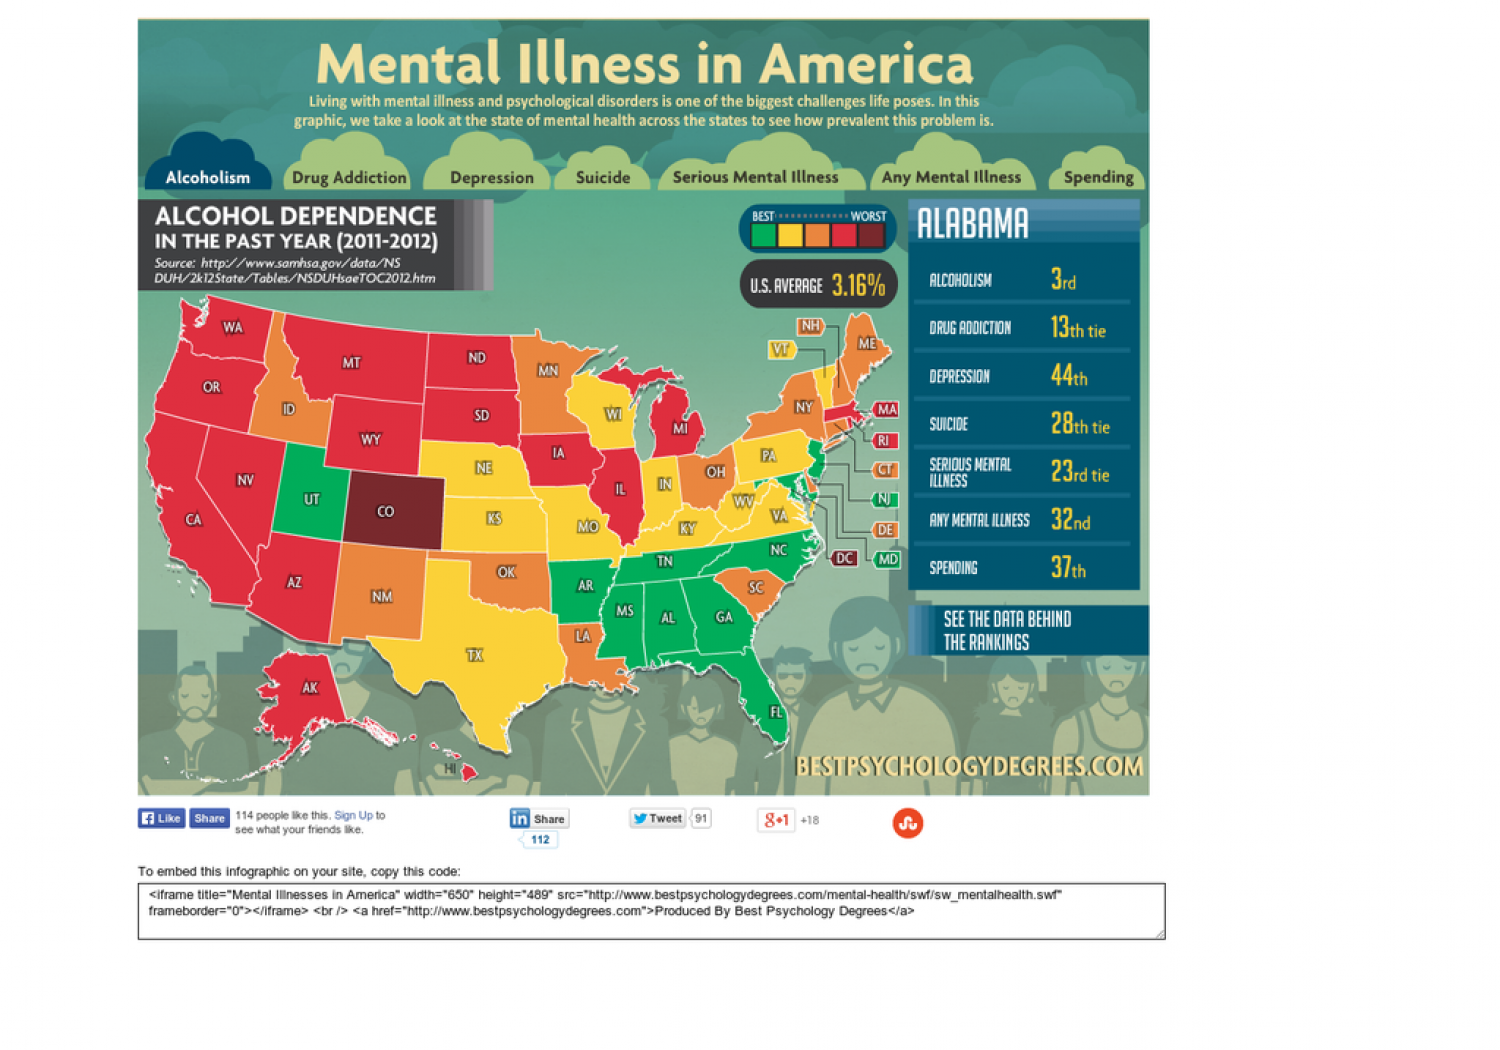 Mental Illness in America
Living with mental illness and psychological disorders is one of the biggest challenges life poses. In this
graphic, we take a look at the state of mental health across the states to see how prevalent this problem is.
Alcoholism
Drug Addiction
Depression
Suicide
Serious Mental Illness
Any Mental Illness
Spending
ALCOHOL DEPENDENCE
IN THE PAST YEAR (2011-2012)
Source: http://www.samhsa.gov/data/NS
DUH/2k12State/Tables/NSDUHsaeTOC2012.htm
BEST WORST
U.S. AVERAGE 3.16%
ALABAMA
ALCOHOLISM 3rd
DRUG ADDICTION 13th tie
DEPRESSION 44th
SUICIDE 28th tie
SERIOUS MENTAL
ILLNESS 23rd tie
ANY MENTAL ILLNESS 32nd
SPENDING 37th
SEE THE DATA BEHIND
THE RANKINGS
WA
MT
ND
MN
OR
ID
SD
WI
MI
WY
NV
UT
CO
NE
IA
IL
IN
OH
PA
NY
NH
VT
ME
MA
RI
CT
NJ
DE
MD
DC
CA
KS
MO
KY
WV
VA
AZ
NM
OK
AR
TN
NC
SC
MS
AL
GA
TX
LA
FL
AK
HI
BESTPSYCHOLOGYDEGREES.COM
Like
Share
114 people like this. Sign Up to
see what your friends like.
in Share
112
Tweet 91
g+1 +18
To embed this infographic on your site, copy this code:
<iframe title="Mental Illnesses in America" width="650" height="489" src="http://www.bestpsychologydegrees.com/mental-health/swf/sw_mentalhealth.swf"
frameborder="0"></iframe> <br /> <a href="http://www.bestpsychologydegrees.com">Produced By Best Psychology Degrees</a>